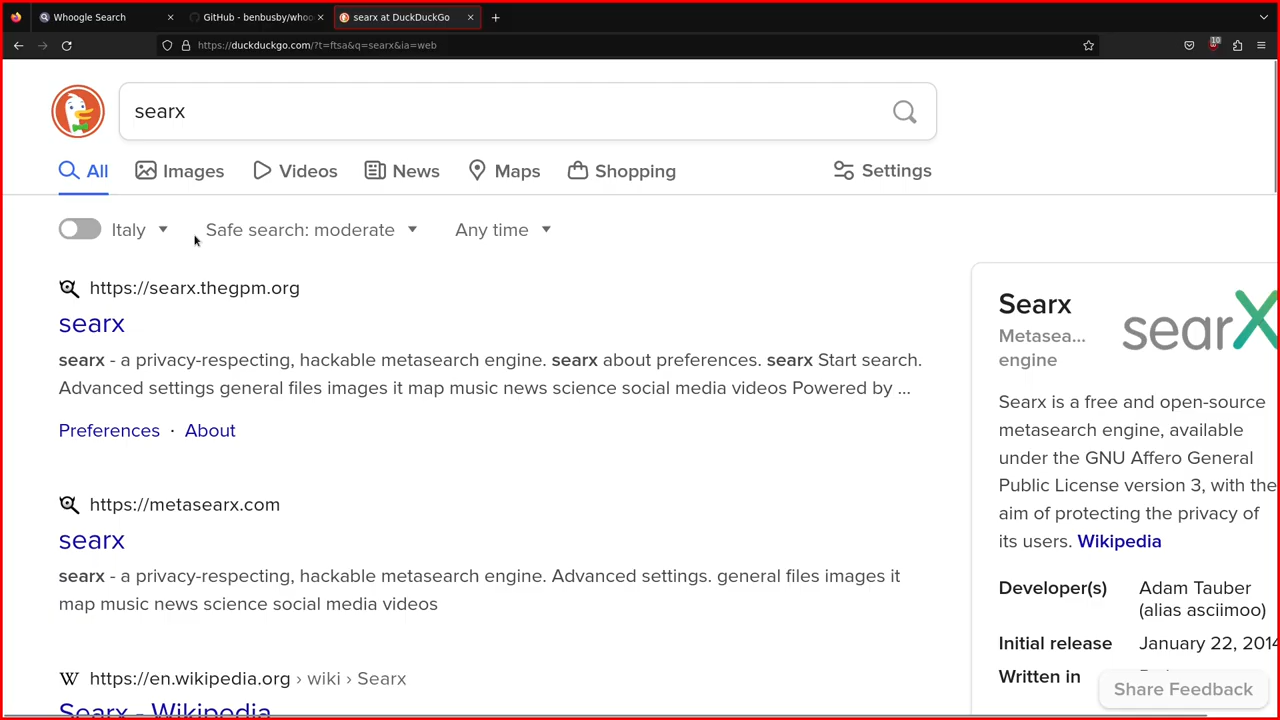 Whoogle Search
GitHub - benbusby/whoo
searx at DuckDuckGo
https://duckduckgo.com/?t=ftsa&q=searx&ia=web
10
searx
All
Images
Videos
News
Maps
Shopping
Settings
Italy
Safe search: moderate
Any time
https://searx.thegpm.org
searx
searx - a privacy-respecting, hackable metasearch engine. searx about preferences. searx Start search.
Advanced settings general files images it map music news science social media videos Powered by ...
Preferences · About
https://metasearx.com
searx
searx - a privacy-respecting, hackable metasearch engine. Advanced settings. general files images it
map music news science social media videos
https://en.wikipedia.org › wiki › Searx
Searx - Wikipedia
Searx
Metasea...
engine
searX
Searx is a free and open-source
metasearch engine, available
under the GNU Affero General
Public License version 3, with the
aim of protecting the privacy of
its users. Wikipedia
Developer(s) Adam Tauber
(alias asciimoo)
Initial release January 22, 2014
Written in
Share Feedback